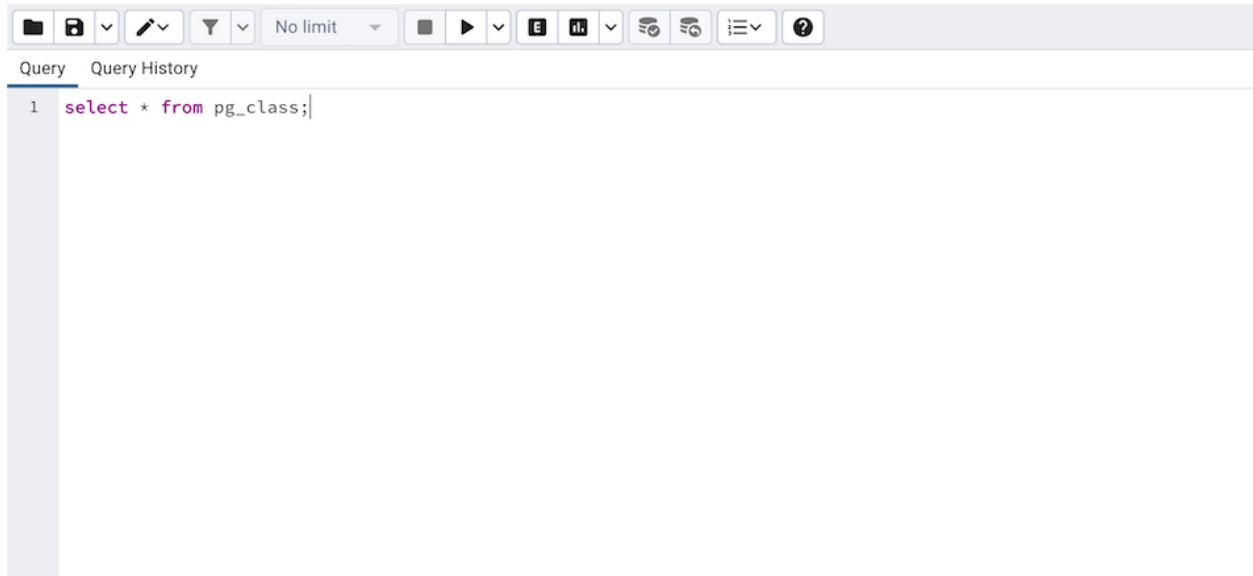 No limit
E
Query Query History
1 select * from pg_class;